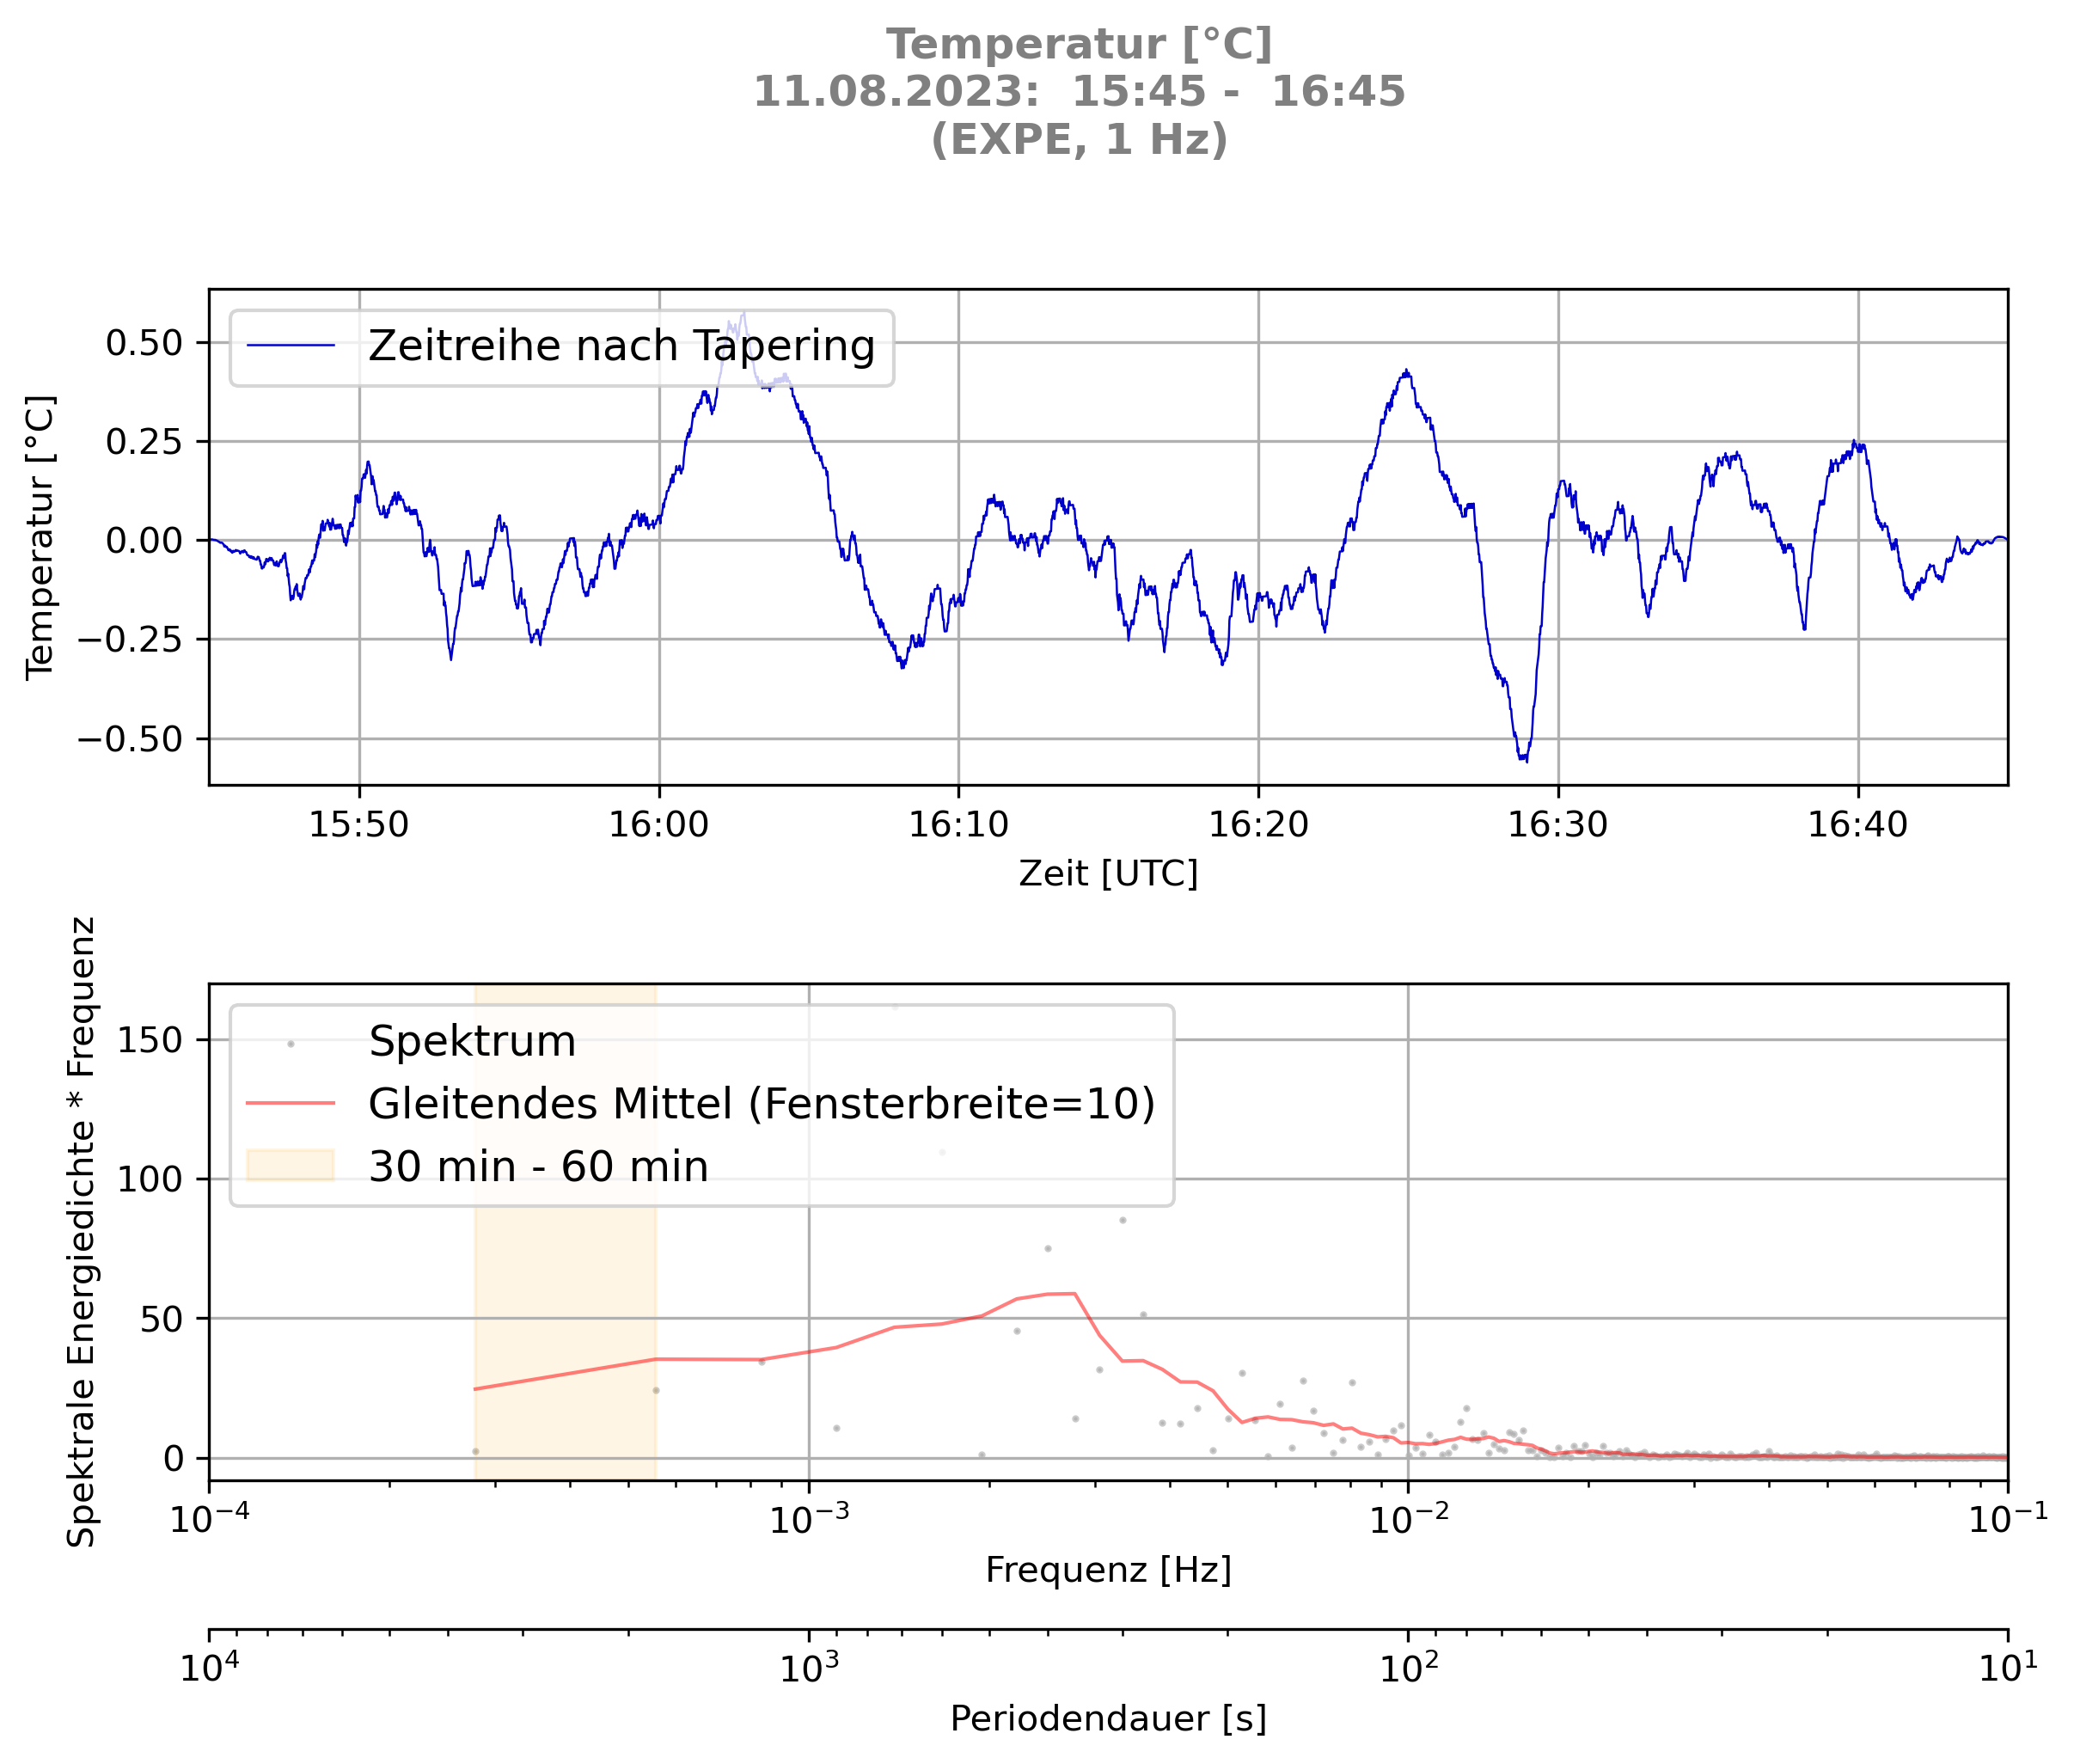 Temperatur [°C]
11.08.2023:  15:45 -  16:45
(EXPE, 1 Hz)
Temperatur [°C]
0.50
0.25
0.00
−0.25
−0.50
Zeitreihe nach Tapering
15:50 16:00 16:10 16:20 16:30 16:40
Zeit [UTC]
Spektrale Energiedichte * Frequenz
150
100
50
0
Spektrum
Gleitendes Mittel (Fensterbreite=10)
30 min - 60 min
10⁻⁴ 10⁻³ 10⁻² 10⁻¹
Frequenz [Hz]
10⁴ 10³ 10² 10¹
Periodendauer [s]